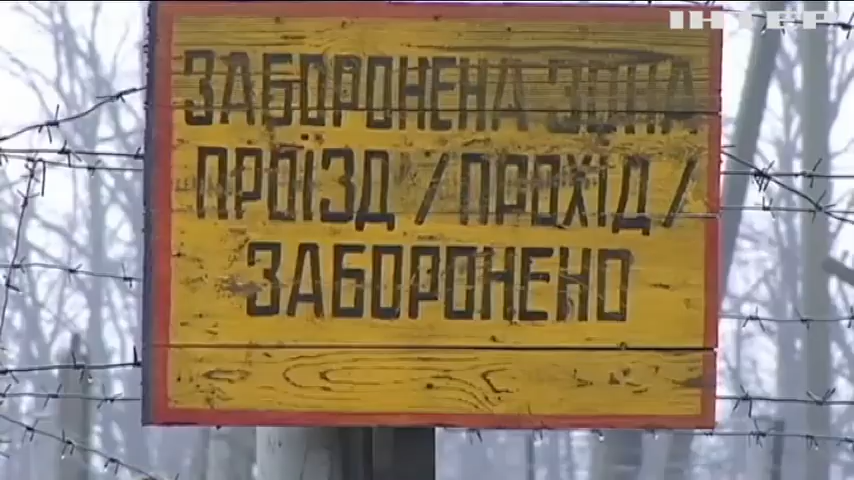 ІНТЕР
ЗАБОРОНЕНА ЗОНА
ПРОЇЗД /ПРОХІД/
ЗАБОРОНЕНО